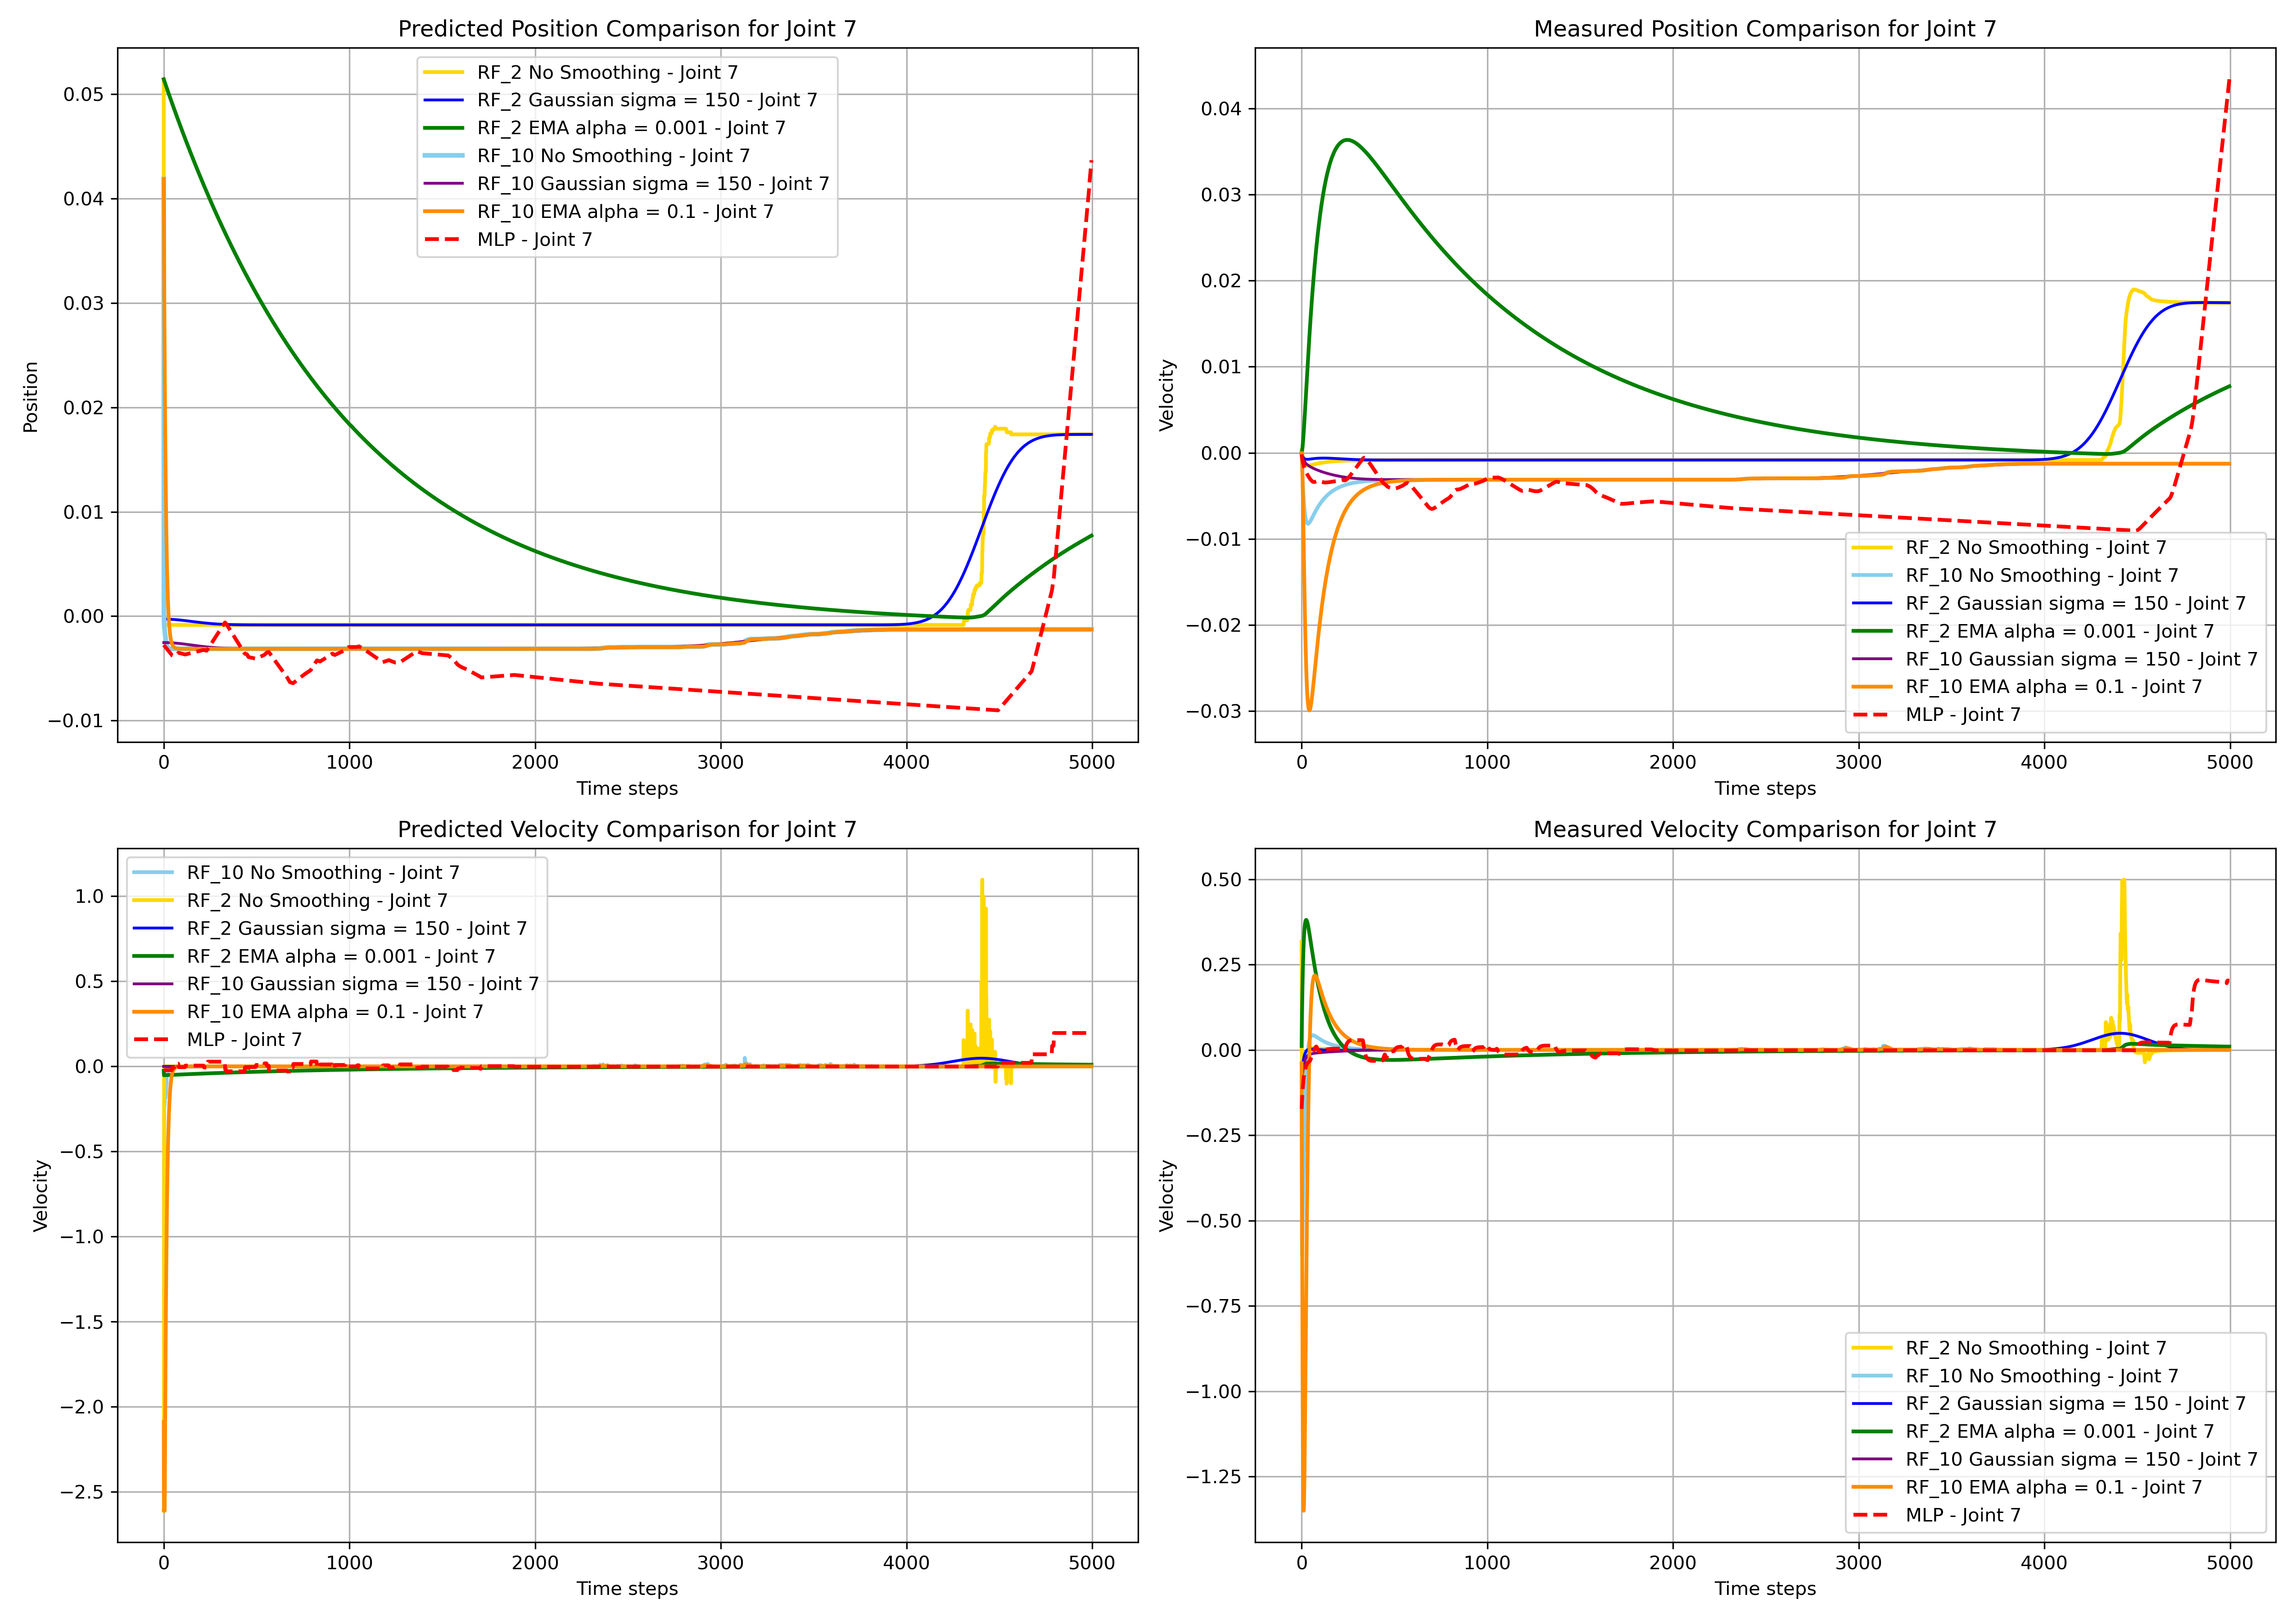 Predicted Position Comparison for Joint 7
RF_2 No Smoothing - Joint 7
RF_2 Gaussian sigma = 150 - Joint 7
RF_2 EMA alpha = 0.001 - Joint 7
RF_10 No Smoothing - Joint 7
RF_10 Gaussian sigma = 150 - Joint 7
RF_10 EMA alpha = 0.1 - Joint 7
MLP - Joint 7
Position
0.05
0.04
0.03
0.02
0.01
0.00
−0.01
0 1000 2000 3000 4000 5000
Time steps
Measured Position Comparison for Joint 7
Velocity
0.04
0.03
0.02
0.01
0.00
−0.01
−0.02
−0.03
RF_2 No Smoothing - Joint 7
RF_10 No Smoothing - Joint 7
RF_2 Gaussian sigma = 150 - Joint 7
RF_2 EMA alpha = 0.001 - Joint 7
RF_10 Gaussian sigma = 150 - Joint 7
RF_10 EMA alpha = 0.1 - Joint 7
MLP - Joint 7
0 1000 2000 3000 4000 5000
Time steps
Predicted Velocity Comparison for Joint 7
RF_10 No Smoothing - Joint 7
RF_2 No Smoothing - Joint 7
RF_2 Gaussian sigma = 150 - Joint 7
RF_2 EMA alpha = 0.001 - Joint 7
RF_10 Gaussian sigma = 150 - Joint 7
RF_10 EMA alpha = 0.1 - Joint 7
MLP - Joint 7
Velocity
1.0
0.5
0.0
−0.5
−1.0
−1.5
−2.0
−2.5
0 1000 2000 3000 4000 5000
Time steps
Measured Velocity Comparison for Joint 7
Velocity
0.50
0.25
0.00
−0.25
−0.50
−0.75
−1.00
−1.25
RF_2 No Smoothing - Joint 7
RF_10 No Smoothing - Joint 7
RF_2 Gaussian sigma = 150 - Joint 7
RF_2 EMA alpha = 0.001 - Joint 7
RF_10 Gaussian sigma = 150 - Joint 7
RF_10 EMA alpha = 0.1 - Joint 7
MLP - Joint 7
0 1000 2000 3000 4000 5000
Time steps